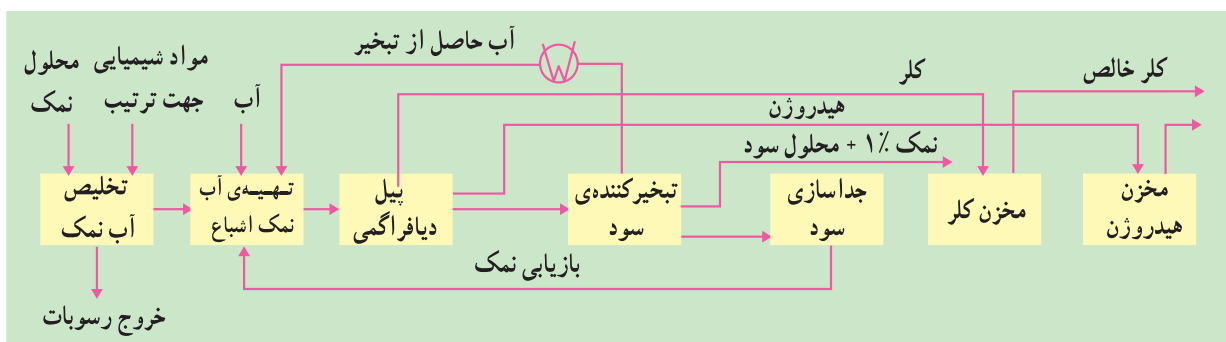 محلول
نمک
مواد شیمیایی
جهت ترتیب
آب
آب حاصل از تبخیر
کلر
کلر خالص
هیدروژن
نمک ۱٪ + محلول سود
تخلیص
آب نمک
تهیه‌ی آب
نمک اشباع
پیل
دیافراگمی
تبخیرکننده‌ی
سود
جداسازی
سود
مخزن کلر
مخزن
هیدروژن
بازیابی نمک
خروج رسوبات